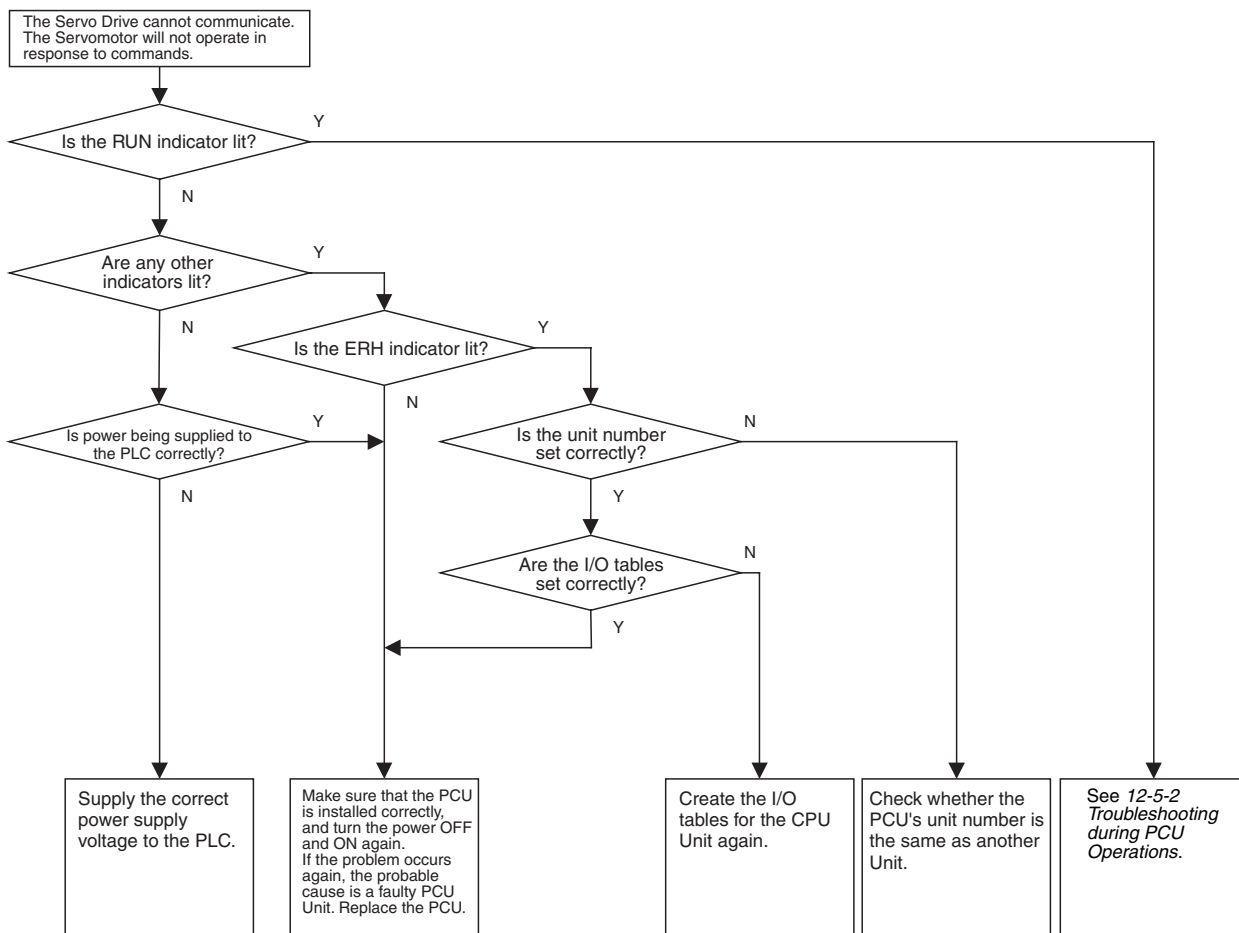 The Servo Drive cannot communicate.
The Servomotor will not operate in
response to commands.
Y
Is the RUN indicator lit?
N
Y
Are any other
indicators lit?
N
Y
Is the ERH indicator lit?
N
Y
Is power being supplied to
the PLC correctly?
N
N
Is the unit number
set correctly?
Y
N
Are the I/O tables
set correctly?
Y
Supply the correct
power supply
voltage to the PLC.
Make sure that the PCU
is installed correctly,
and turn the power OFF
and ON again.
If the problem occurs
again, the probable
cause is a faulty PCU
Unit. Replace the PCU.
Create the I/O
tables for the CPU
Unit again.
Check whether the
PCU's unit number is
the same as another
Unit.
See 12-5-2
Troubleshooting
during PCU
Operations.